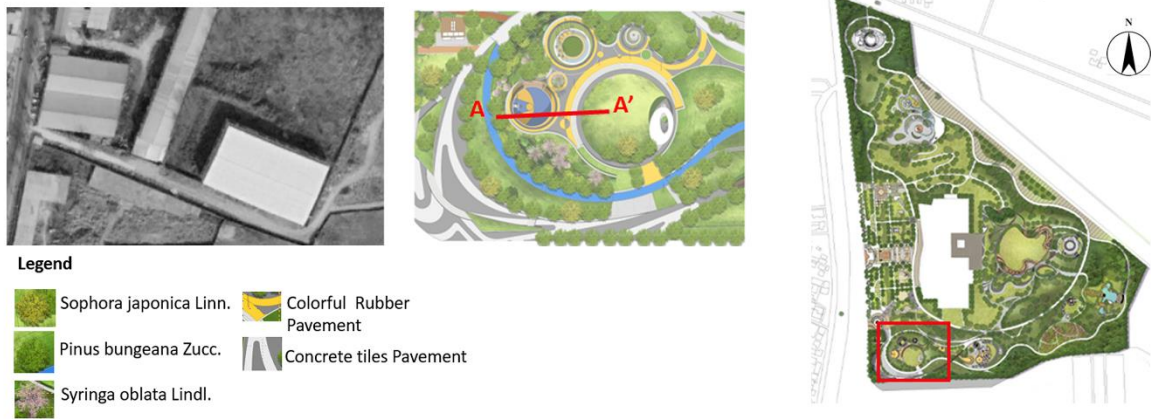 N
A
A'
Legend
Sophora japonica Linn.
Colorful Rubber
Pavement
Pinus bungeana Zucc.
Concrete tiles Pavement
Syringa oblata Lindl.